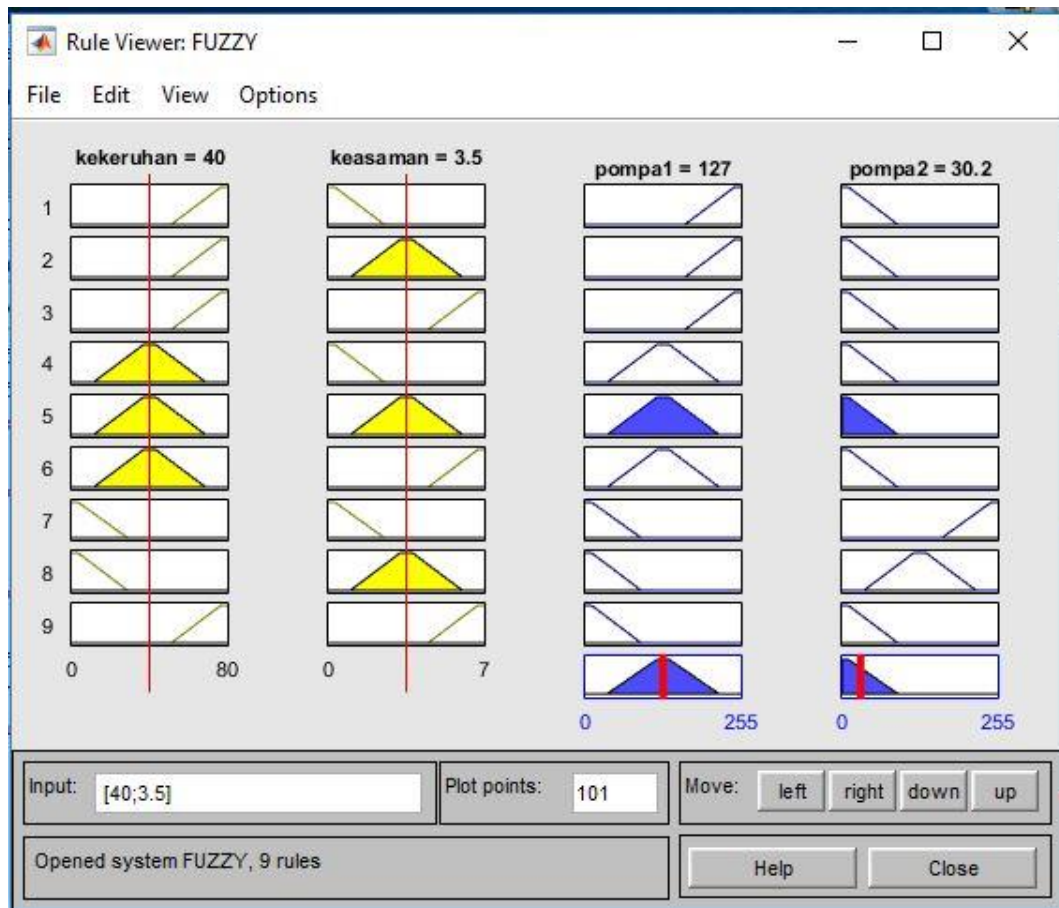 Rule Viewer: FUZZY
File Edit View Options
kekeruhan = 40 keasaman = 3.5 pompa1 = 127 pompa2 = 30.2
1
2
3
4
5
6
7
8
9
0 80 0 7
0 255 0 255
Input: [40;3.5] Plot points: 101 Move: left right down up
Opened system FUZZY, 9 rules Help Close